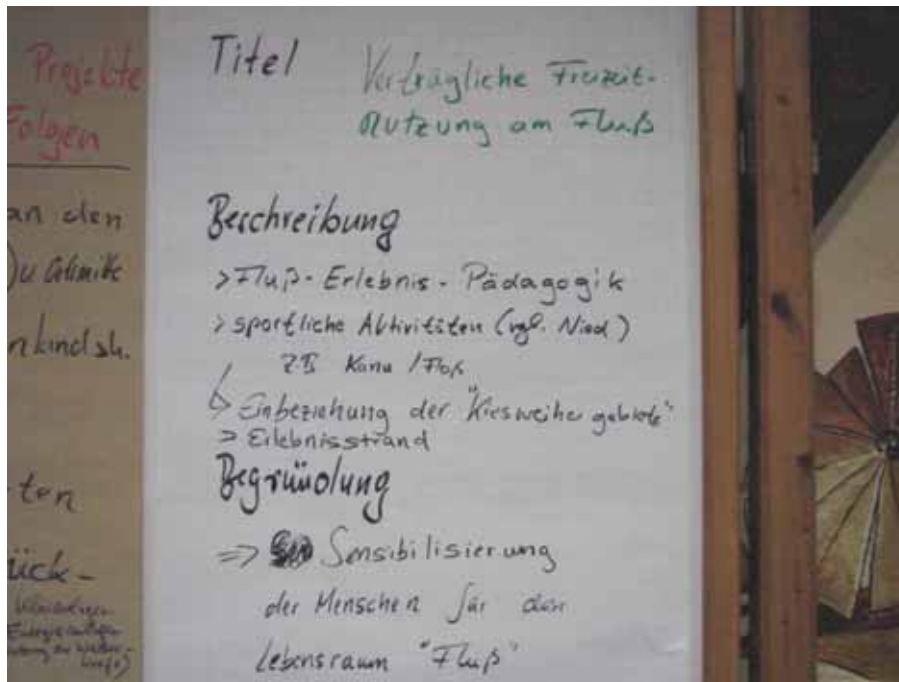 Projekte
Folgen
an den
nkindsh.
ten
ück-
Titel
Verträgliche Freizeit-
Nutzung am Fluß
Beschreibung
> Fluß - Erlebnis - Pädagogik
> sportliche Aktivitäten (vgl. Nied)
z.B Kanu / Floß
> Einbeziehung der "Kiesweihergebiete"
> Erlebnisstrand
Begründung
=> Sensibilisierung
der Menschen für den
Lebensraum "Fluß"